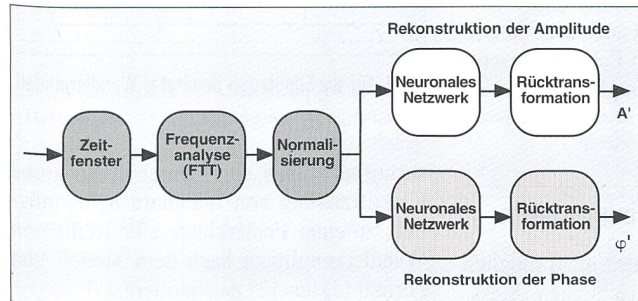 Rekonstruktion der Amplitude
Neuronales
Netzwerk
Rücktrans-
formation
A'
Zeit-
fenster
Frequenz-
analyse
(FTT)
Normali-
sierung
Neuronales
Netzwerk
Rücktrans-
formation
φ'
Rekonstruktion der Phase